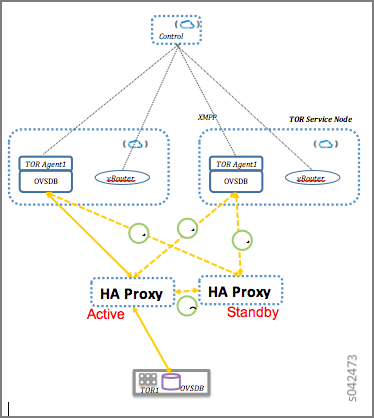 Control
XMPP
TOR Service Node
TOR Agent1
OVSDB
vRouter
TOR Agent1
OVSDB
vRouter
HA Proxy
Active
HA Proxy
Standby
TOR1
OVSDB
s042473